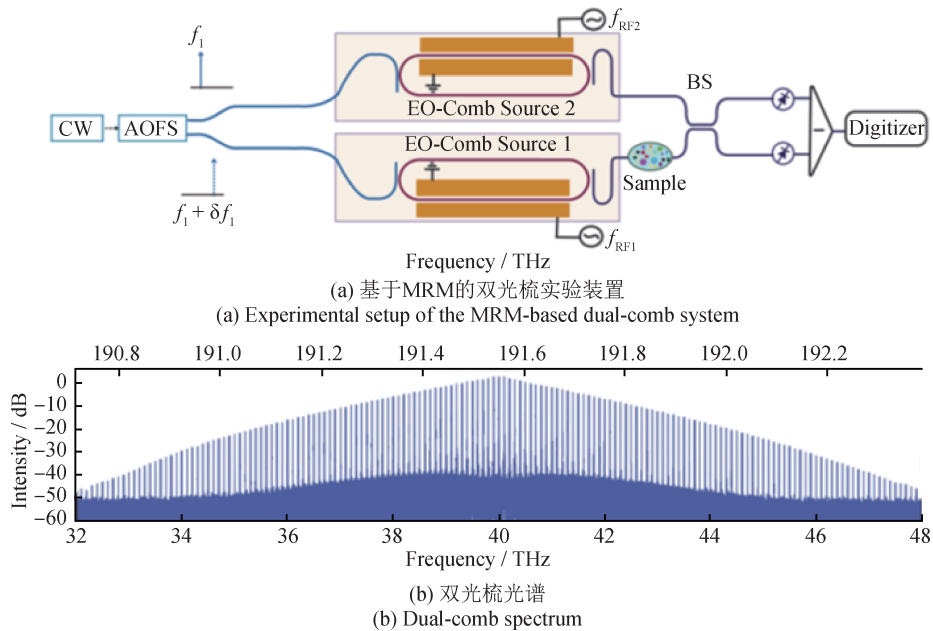 f₁
f_RF2
EO-Comb Source 2
BS
CW
AOFS
EO-Comb Source 1
Digitizer
Sample
f₁ + δf₁
f_RF1
Frequency / THz
(a) 基于MRM的双光梳实验装置
(a) Experimental setup of the MRM-based dual-comb system
190.8 191.0 191.2 191.4 191.6 191.8 192.0 192.2
Intensity / dB
0
−10
−20
−30
−40
−50
−60
32 34 36 38 40 42 44 46 48
Frequency / THz
(b) 双光梳光谱
(b) Dual-comb spectrum